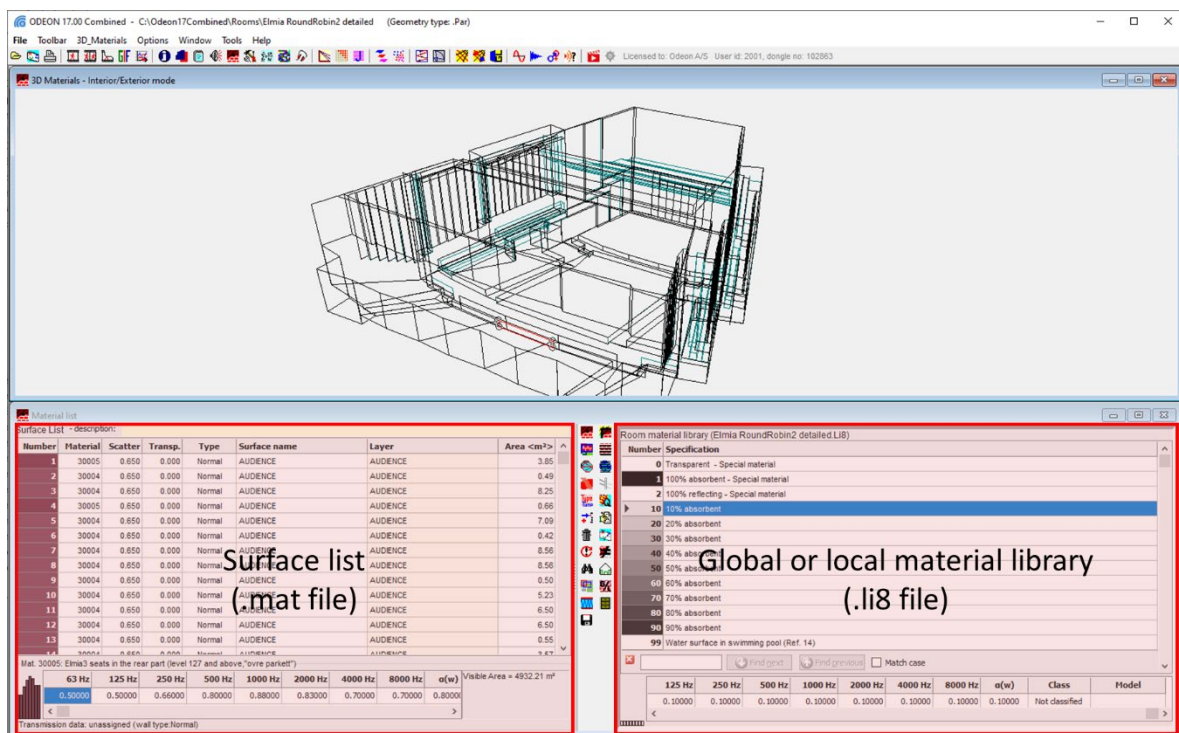 ODEON 17.00 Combined - C:\Odeon17Combined\Rooms\Elmia RoundRobin2 detailed (Geometry type: .Par)
File Toolbar 3D_Materials Options Window Tools Help
Licensed to: Odeon A/S User id: 2001, dongle no: 102863
3D Materials - Interior/Exterior mode
Material list
Surface List - description:
Number Material Scatter Transp. Type Surface name Layer Area <m²>
1 30005 0.650 0.000 Normal AUDIENCE AUDIENCE 3.85
2 30004 0.650 0.000 Normal AUDIENCE AUDIENCE 0.49
3 30004 0.650 0.000 Normal AUDIENCE AUDIENCE 8.25
4 30005 0.650 0.000 Normal AUDIENCE AUDIENCE 0.66
5 30004 0.650 0.000 Normal AUDIENCE AUDIENCE 7.09
6 30004 0.650 0.000 Normal AUDIENCE AUDIENCE 0.42
7 30004 0.650 0.000 Normal AUDIENCE AUDIENCE 8.56
8 30004 0.650 0.000 Normal AUDIENCE AUDIENCE 8.56
9 30004 0.650 0.000 Normal AUDIENCE AUDIENCE 0.50
10 30004 0.650 0.000 Normal AUDIENCE AUDIENCE 5.23
11 30004 0.650 0.000 Normal AUDIENCE AUDIENCE 6.50
12 30004 0.650 0.000 Normal AUDIENCE AUDIENCE 6.50
13 30004 0.650 0.000 Normal AUDIENCE AUDIENCE 0.55
Surface list
(.mat file)
Mat. 30005: Elmia3 seats in the rear part (level 127 and above,"ovre parkett")
63 Hz 125 Hz 250 Hz 500 Hz 1000 Hz 2000 Hz 4000 Hz 8000 Hz α(w) Visible Area = 4932.21 m²
0.50000 0.50000 0.66000 0.80000 0.88000 0.83000 0.70000 0.70000 0.8000
Transmission data: unassigned (wall type:Normal)
Room material library (Elmia RoundRobin2 detailed.Li8)
Number Specification
0 Transparent - Special material
1 100% absorbent - Special material
2 100% reflecting - Special material
10 10% absorbent
20 20% absorbent
30 30% absorbent
40 40% absorbent
50 50% absorbent
60 60% absorbent
70 70% absorbent
80 80% absorbent
90 90% absorbent
99 Water surface in swimming pool (Ref. 14)
Global or local material library
(.li8 file)
Find next Find previous Match case
125 Hz 250 Hz 500 Hz 1000 Hz 2000 Hz 4000 Hz 8000 Hz α(w) Class Model
0.10000 0.10000 0.10000 0.10000 0.10000 0.10000 0.10000 0.10000 Not classified